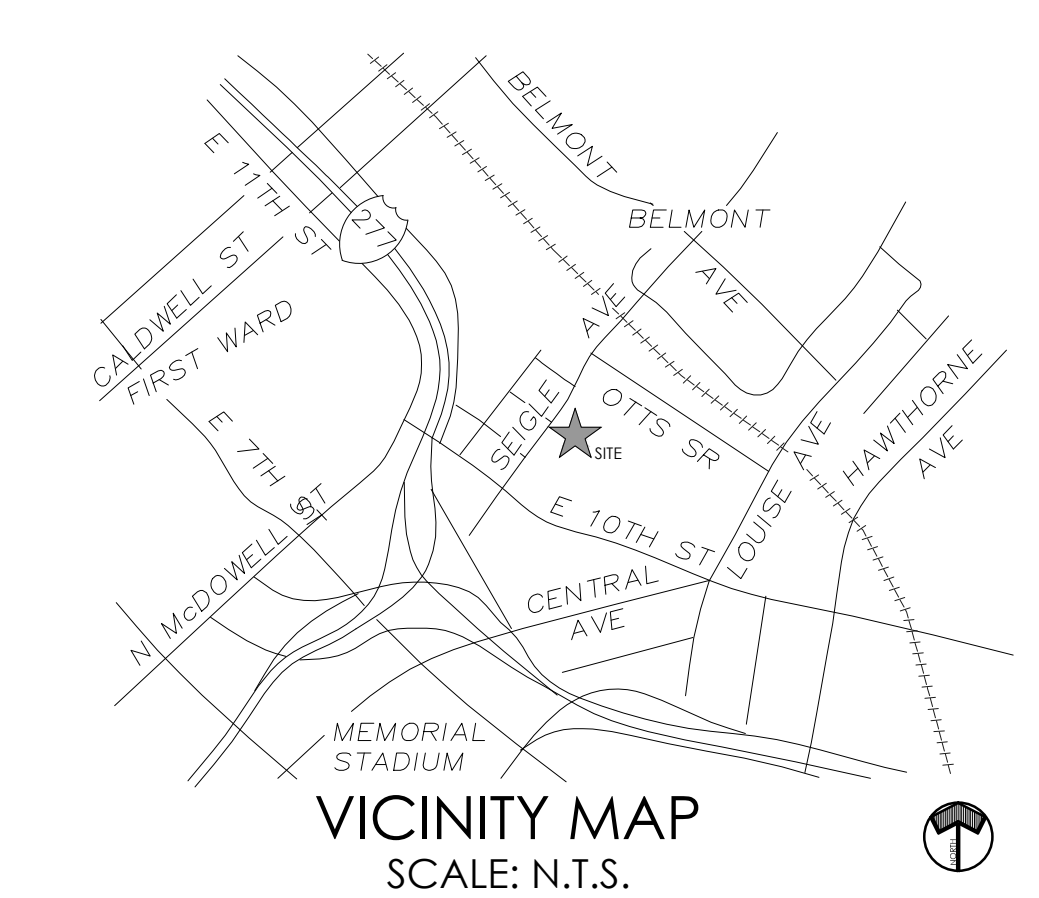 BELMONT
E 11TH ST
277
BELMONT
AVE
CALDWELL ST
FIRST WARD
SEIGLE AVE
OTTS SR
SITE
E 7TH ST
HAWTHORNE
AVE
LOUISE AVE
E 10TH ST
N McDOWELL ST
CENTRAL
AVE
MEMORIAL
STADIUM
VICINITY MAP
SCALE: N.T.S.
NORTH